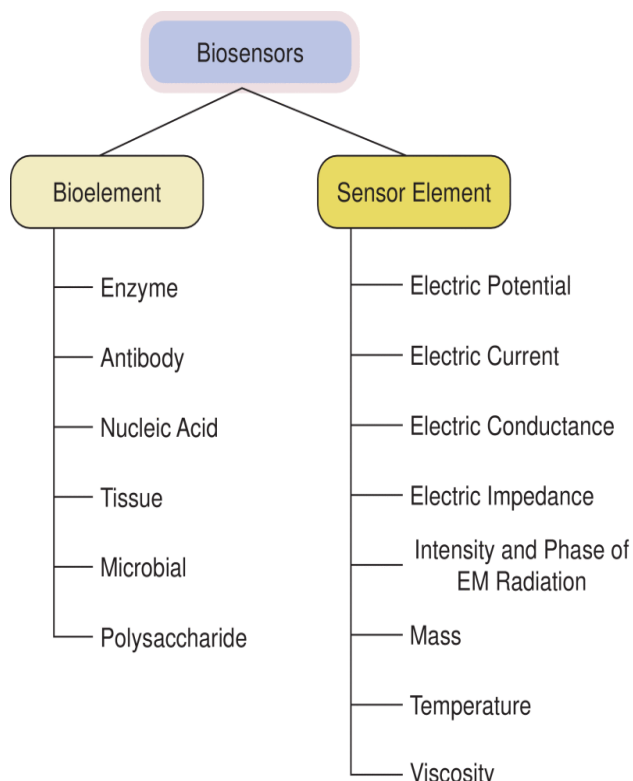 Biosensors
Bioelement
Sensor Element
Enzyme
Antibody
Nucleic Acid
Tissue
Microbial
Polysaccharide
Electric Potential
Electric Current
Electric Conductance
Electric Impedance
Intensity and Phase of
EM Radiation
Mass
Temperature
Viscosity